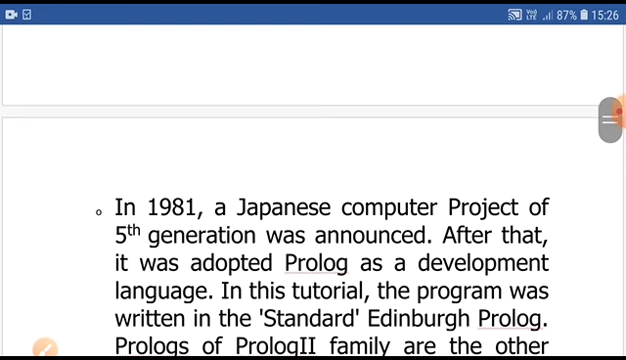 Vo) 87% 15:26
LTE
o In 1981, a Japanese computer Project of
5th generation was announced. After that,
it was adopted Prolog as a development
language. In this tutorial, the program was
written in the 'Standard' Edinburgh Prolog.
Prologs of PrologII family are the other